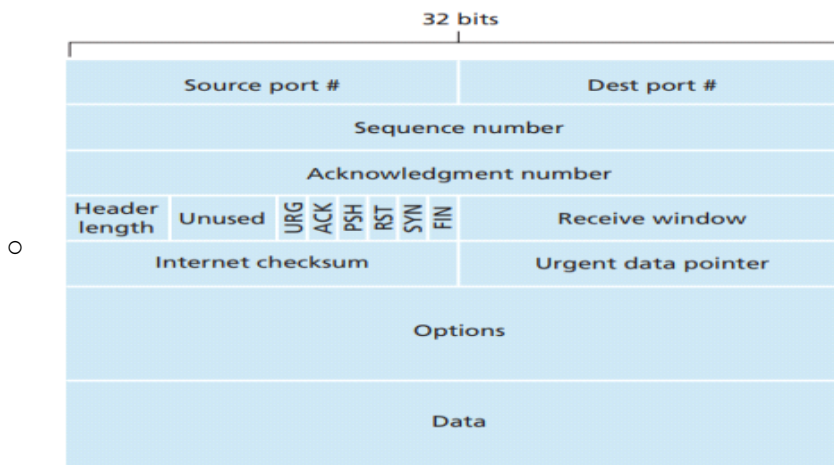 32 bits
Source port # Dest port #
Sequence number
Acknowledgment number
Header length Unused URG ACK PSH RST SYN FIN Receive window
Internet checksum Urgent data pointer
Options
Data